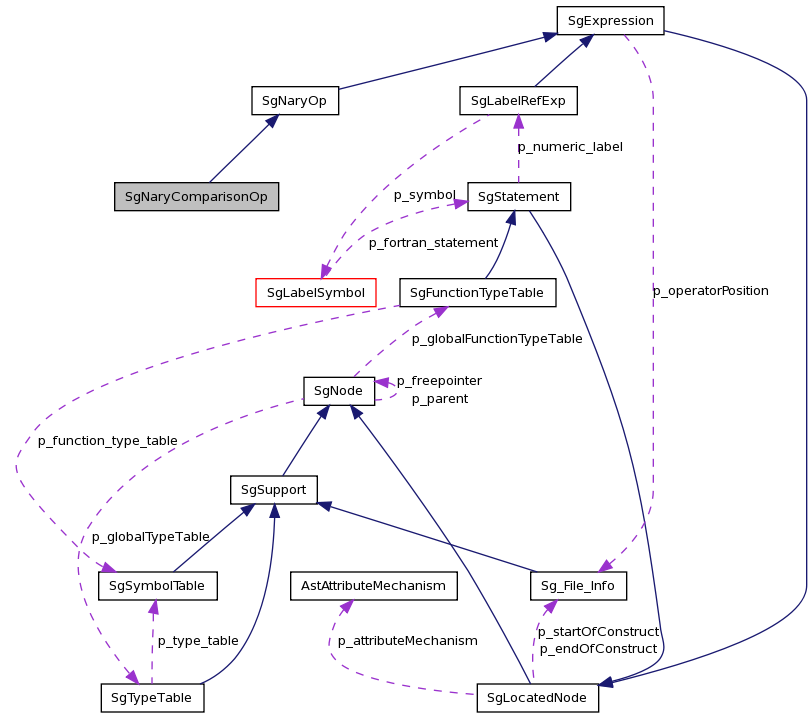 SgExpression
SgNaryOp
SgLabelRefExp
p_numeric_label
SgNaryComparisonOp
p_symbol
SgStatement
p_fortran_statement
SgLabelSymbol
SgFunctionTypeTable
p_operatorPosition
p_globalFunctionTypeTable
SgNode
p_freepointer
p_parent
p_function_type_table
SgSupport
p_globalTypeTable
SgSymbolTable
AstAttributeMechanism
Sg_File_Info
p_type_table
p_attributeMechanism
p_startOfConstruct
p_endOfConstruct
SgTypeTable
SgLocatedNode